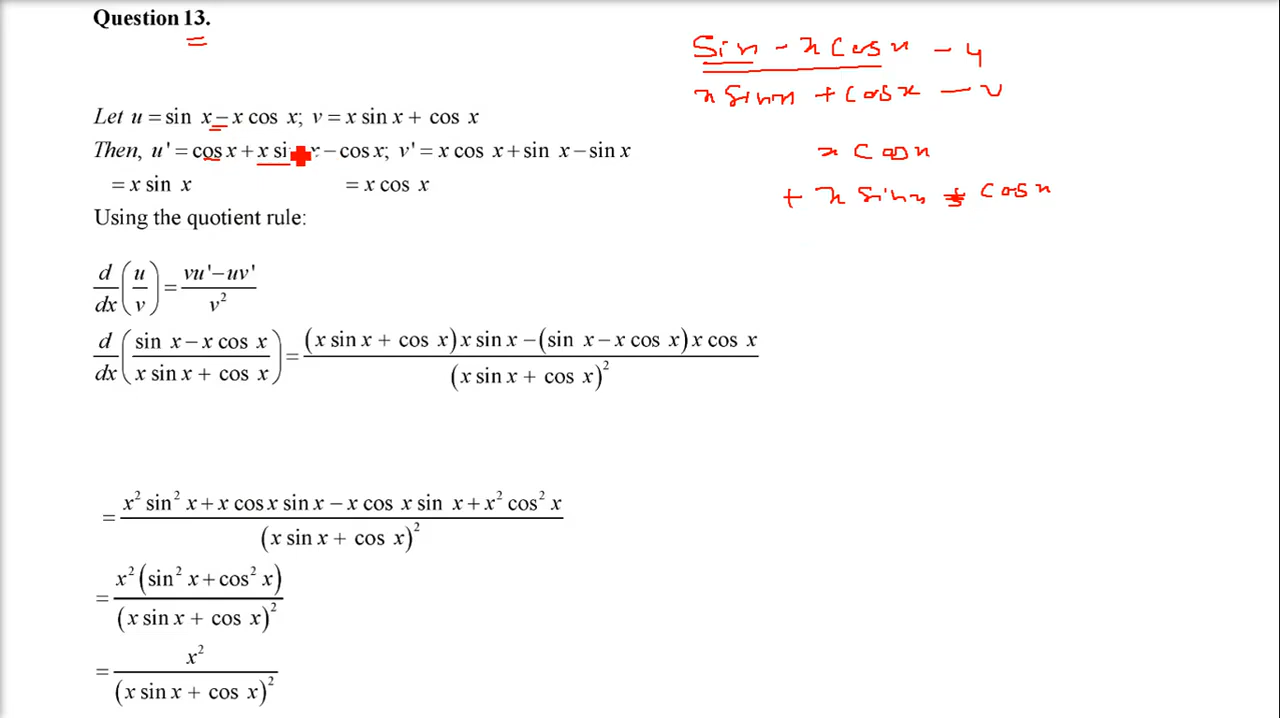 Question 13.
Sin - x Cos x - u
x Sin x + Cos x - v
Let u = sin x − x cos x; v = x sin x + cos x
Then, u' = cos x + x si x − cos x; v' = x cos x + sin x − sin x
x Cos x
= x sin x = x cos x
+ x Sin x Cos x
Using the quotient rule:
d/dx (u/v) = (vu' − uv')/v²
d/dx ((sin x − x cos x)/(x sin x + cos x)) = ((x sin x + cos x) x sin x − (sin x − x cos x) x cos x)/(x sin x + cos x)²
= (x² sin² x + x cos x sin x − x cos x sin x + x² cos² x)/(x sin x + cos x)²
= x² (sin² x + cos² x)/(x sin x + cos x)²
= x²/(x sin x + cos x)²